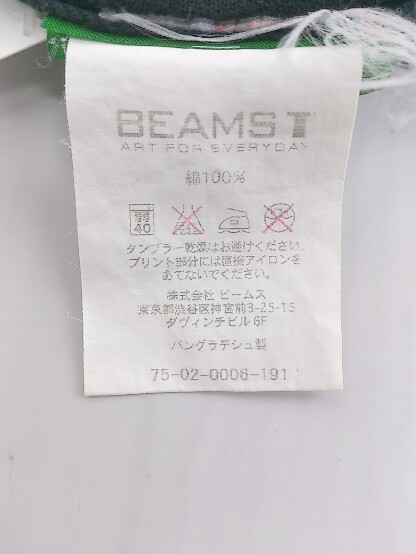 BEAMS T
ART FOR EVERYDAY
綿100%
弱
40
タンブラー乾燥はお避けください。
プリント部分には直接アイロンを
あてないでください。
株式会社 ビームス
東京都渋谷区神宮前3-25-15
ダヴィンチビル6F
バングラデシュ製
75-02-0006-191